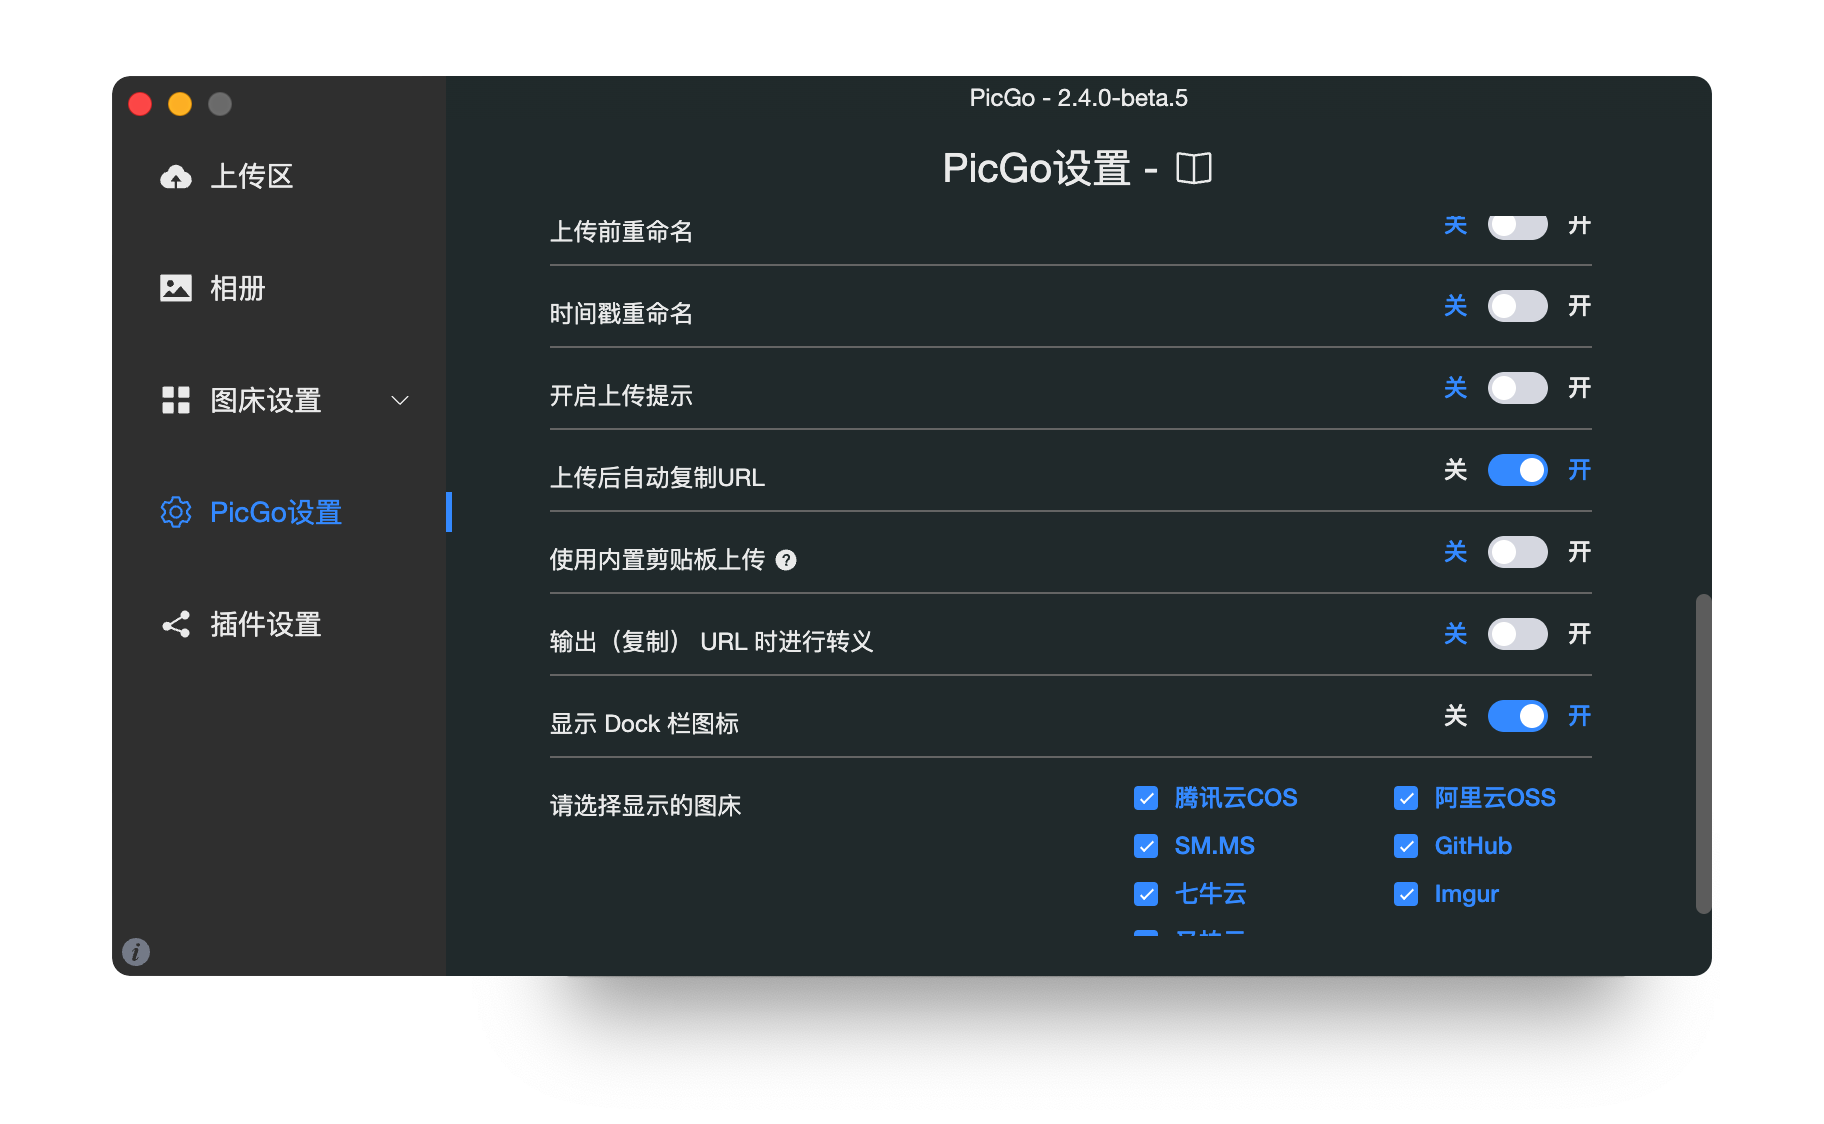 PicGo - 2.4.0-beta.5
上传区
相册
图床设置
PicGo设置
插件设置
PicGo设置 -
上传前重命名 关 开
时间戳重命名 关 开
开启上传提示 关 开
上传后自动复制URL 关 开
使用内置剪贴板上传 ? 关 开
输出（复制） URL 时进行转义 关 开
显示 Dock 栏图标 关 开
请选择显示的图床
腾讯云COS 阿里云OSS
SM.MS GitHub
七牛云 Imgur